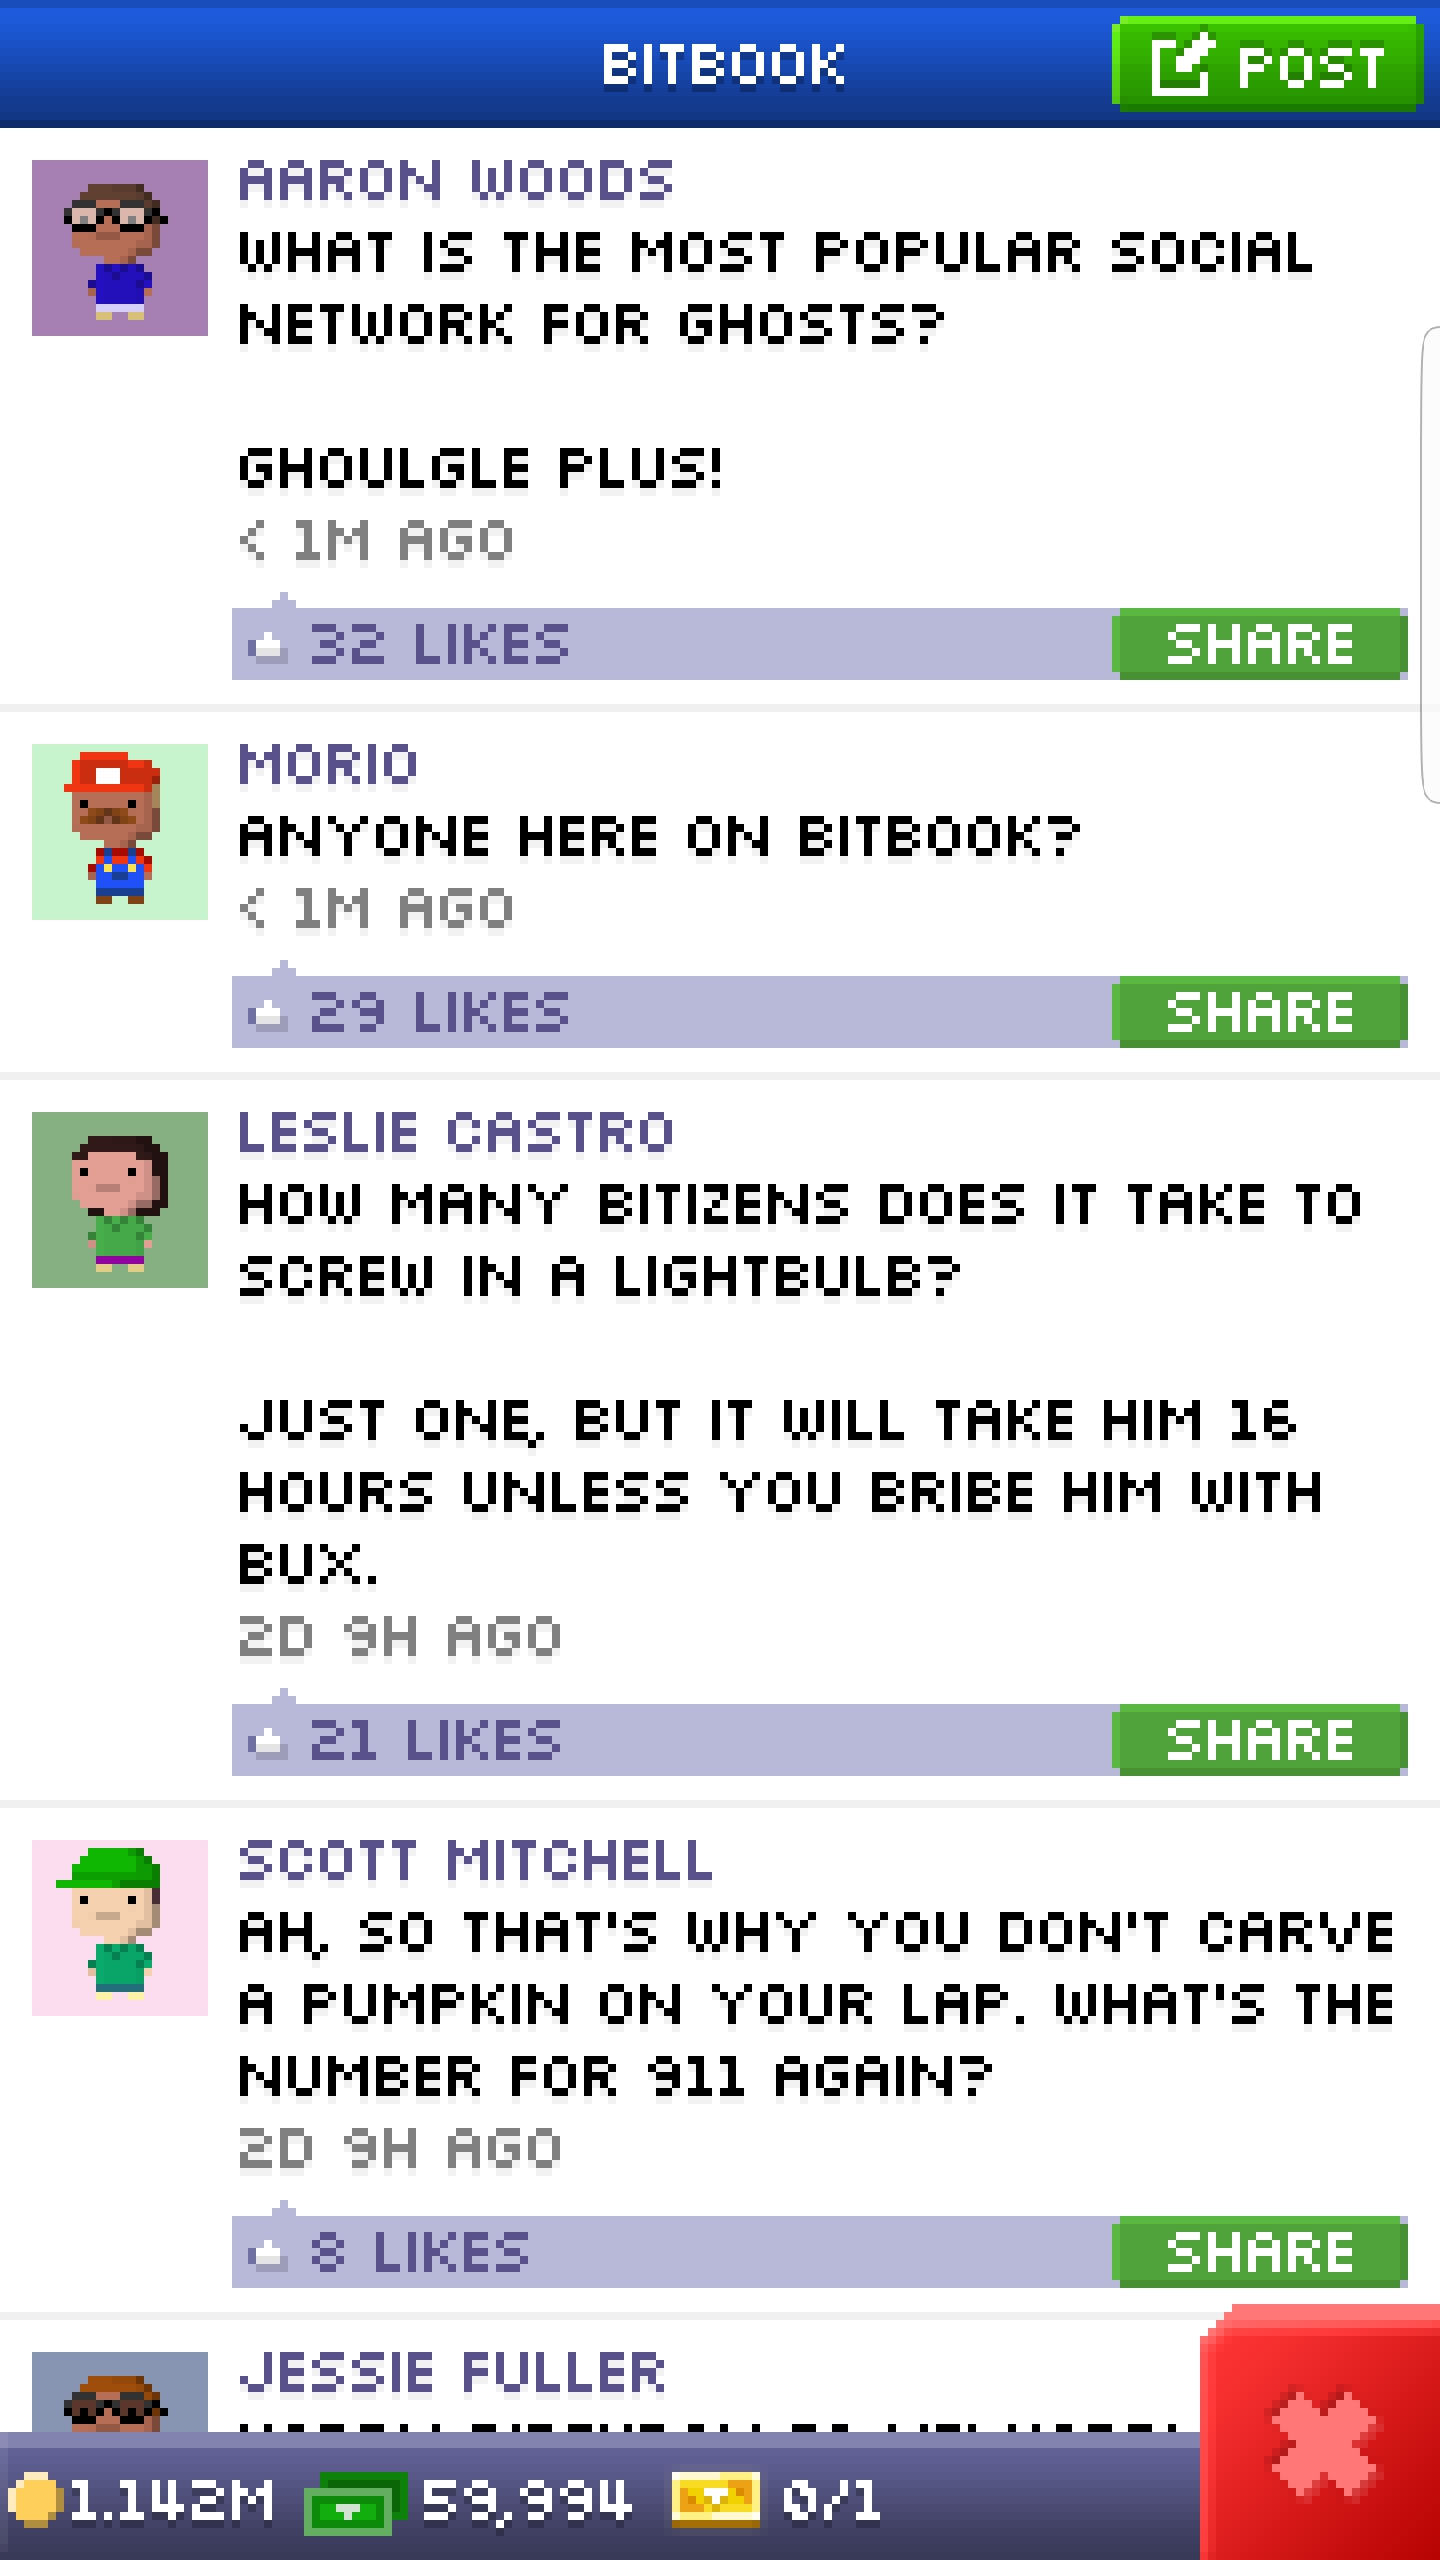 BITBOOK
POST
AARON WOODS
WHAT IS THE MOST POPULAR SOCIAL
NETWORK FOR GHOSTS?
GHOULGLE PLUS!
< 1M AGO
32 LIKES
SHARE
MORIO
ANYONE HERE ON BITBOOK?
< 1M AGO
29 LIKES
SHARE
LESLIE CASTRO
HOW MANY BITIZENS DOES IT TAKE TO
SCREW IN A LIGHTBULB?
JUST ONE, BUT IT WILL TAKE HIM 16
HOURS UNLESS YOU BRIBE HIM WITH
BUX.
2D 9H AGO
21 LIKES
SHARE
SCOTT MITCHELL
AH, SO THAT'S WHY YOU DON'T CARVE
A PUMPKIN ON YOUR LAP. WHAT'S THE
NUMBER FOR 911 AGAIN?
2D 9H AGO
8 LIKES
SHARE
JESSIE FULLER
1.142M
59,994
0/1